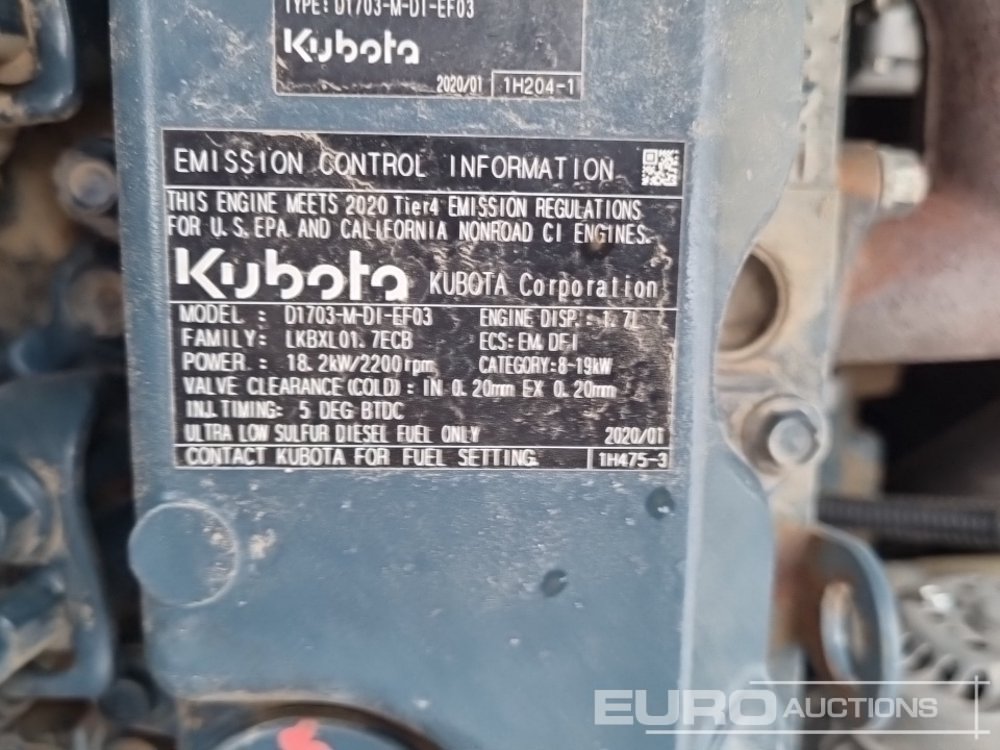 TYPE: D1703-M-DI-EF03
Kubota
2020/01 1H204-1
EMISSION CONTROL INFORMATION
THIS ENGINE MEETS 2020 Tier4 EMISSION REGULATIONS
FOR U.S. EPA AND CALIFORNIA NONROAD CI ENGINES.
Kubota KUBOTA Corporation
MODEL : D1703-M-DI-EF03 ENGINE DISP.: 1.7L
FAMILY: LKBXL01.7ECB ECS: EM DFI
POWER : 18.2kW/2200rpm CATEGORY:8-19kW
VALVE CLEARANCE(COLD): IN 0.20mm EX 0.20mm
INJ.TIMING: 5 DEG BTDC
ULTRA LOW SULFUR DIESEL FUEL ONLY 2020/01
CONTACT KUBOTA FOR FUEL SETTING. 1H475-3
EURO AUCTIONS